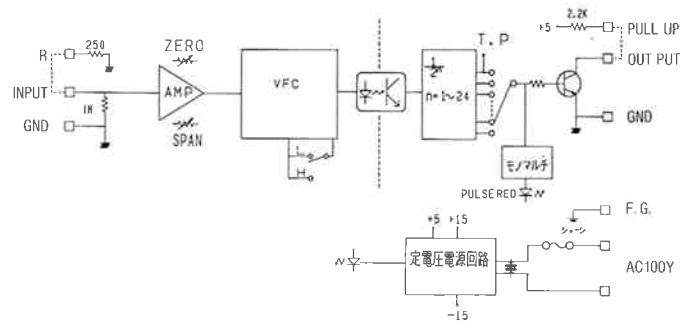 2.2K
+5
PULL UP
R
250
ZERO
T.P
OUT PUT
VFC
INPUT
AMP
1/2ⁿ
n=1~24
1M
GND
SPAN
L
H
GND
モノマルチ
PULSE RED
F.G.
シャーシ
+5 +15
定電圧電源回路
AC100V
-15